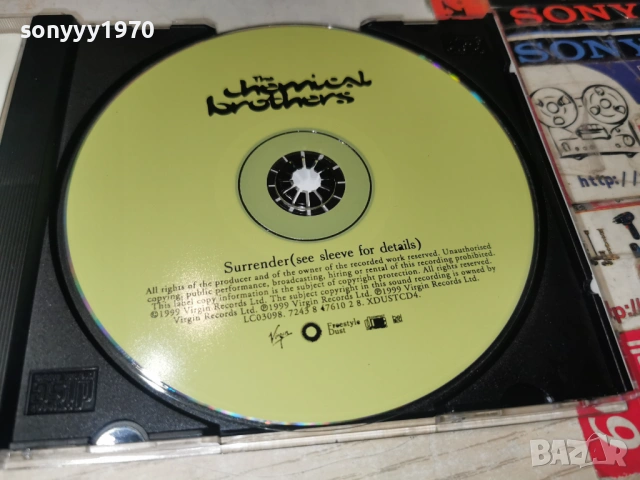 sonyyy1970
SONY
SONY
The
chemical
brothers
http://
Surrender(see sleeve for details)
All rights of the producer and of the owner of the recorded work reserved. Unauthorised
copying, public performance, broadcasting, hiring or rental of this recording prohibited.
This label copy information is the subject of copyright protection. All rights reserved.
©1999 Virgin Records Ltd. The copyright in this sound recording is owned by
Virgin Records Ltd. ℗1999 Virgin Records Ltd. ℗1999 Virgin Records Ltd.
LC03098. 7243 8 47610 2 8. XDUSTCD4.
Virgin
Freestyle
Dust
BAZAR